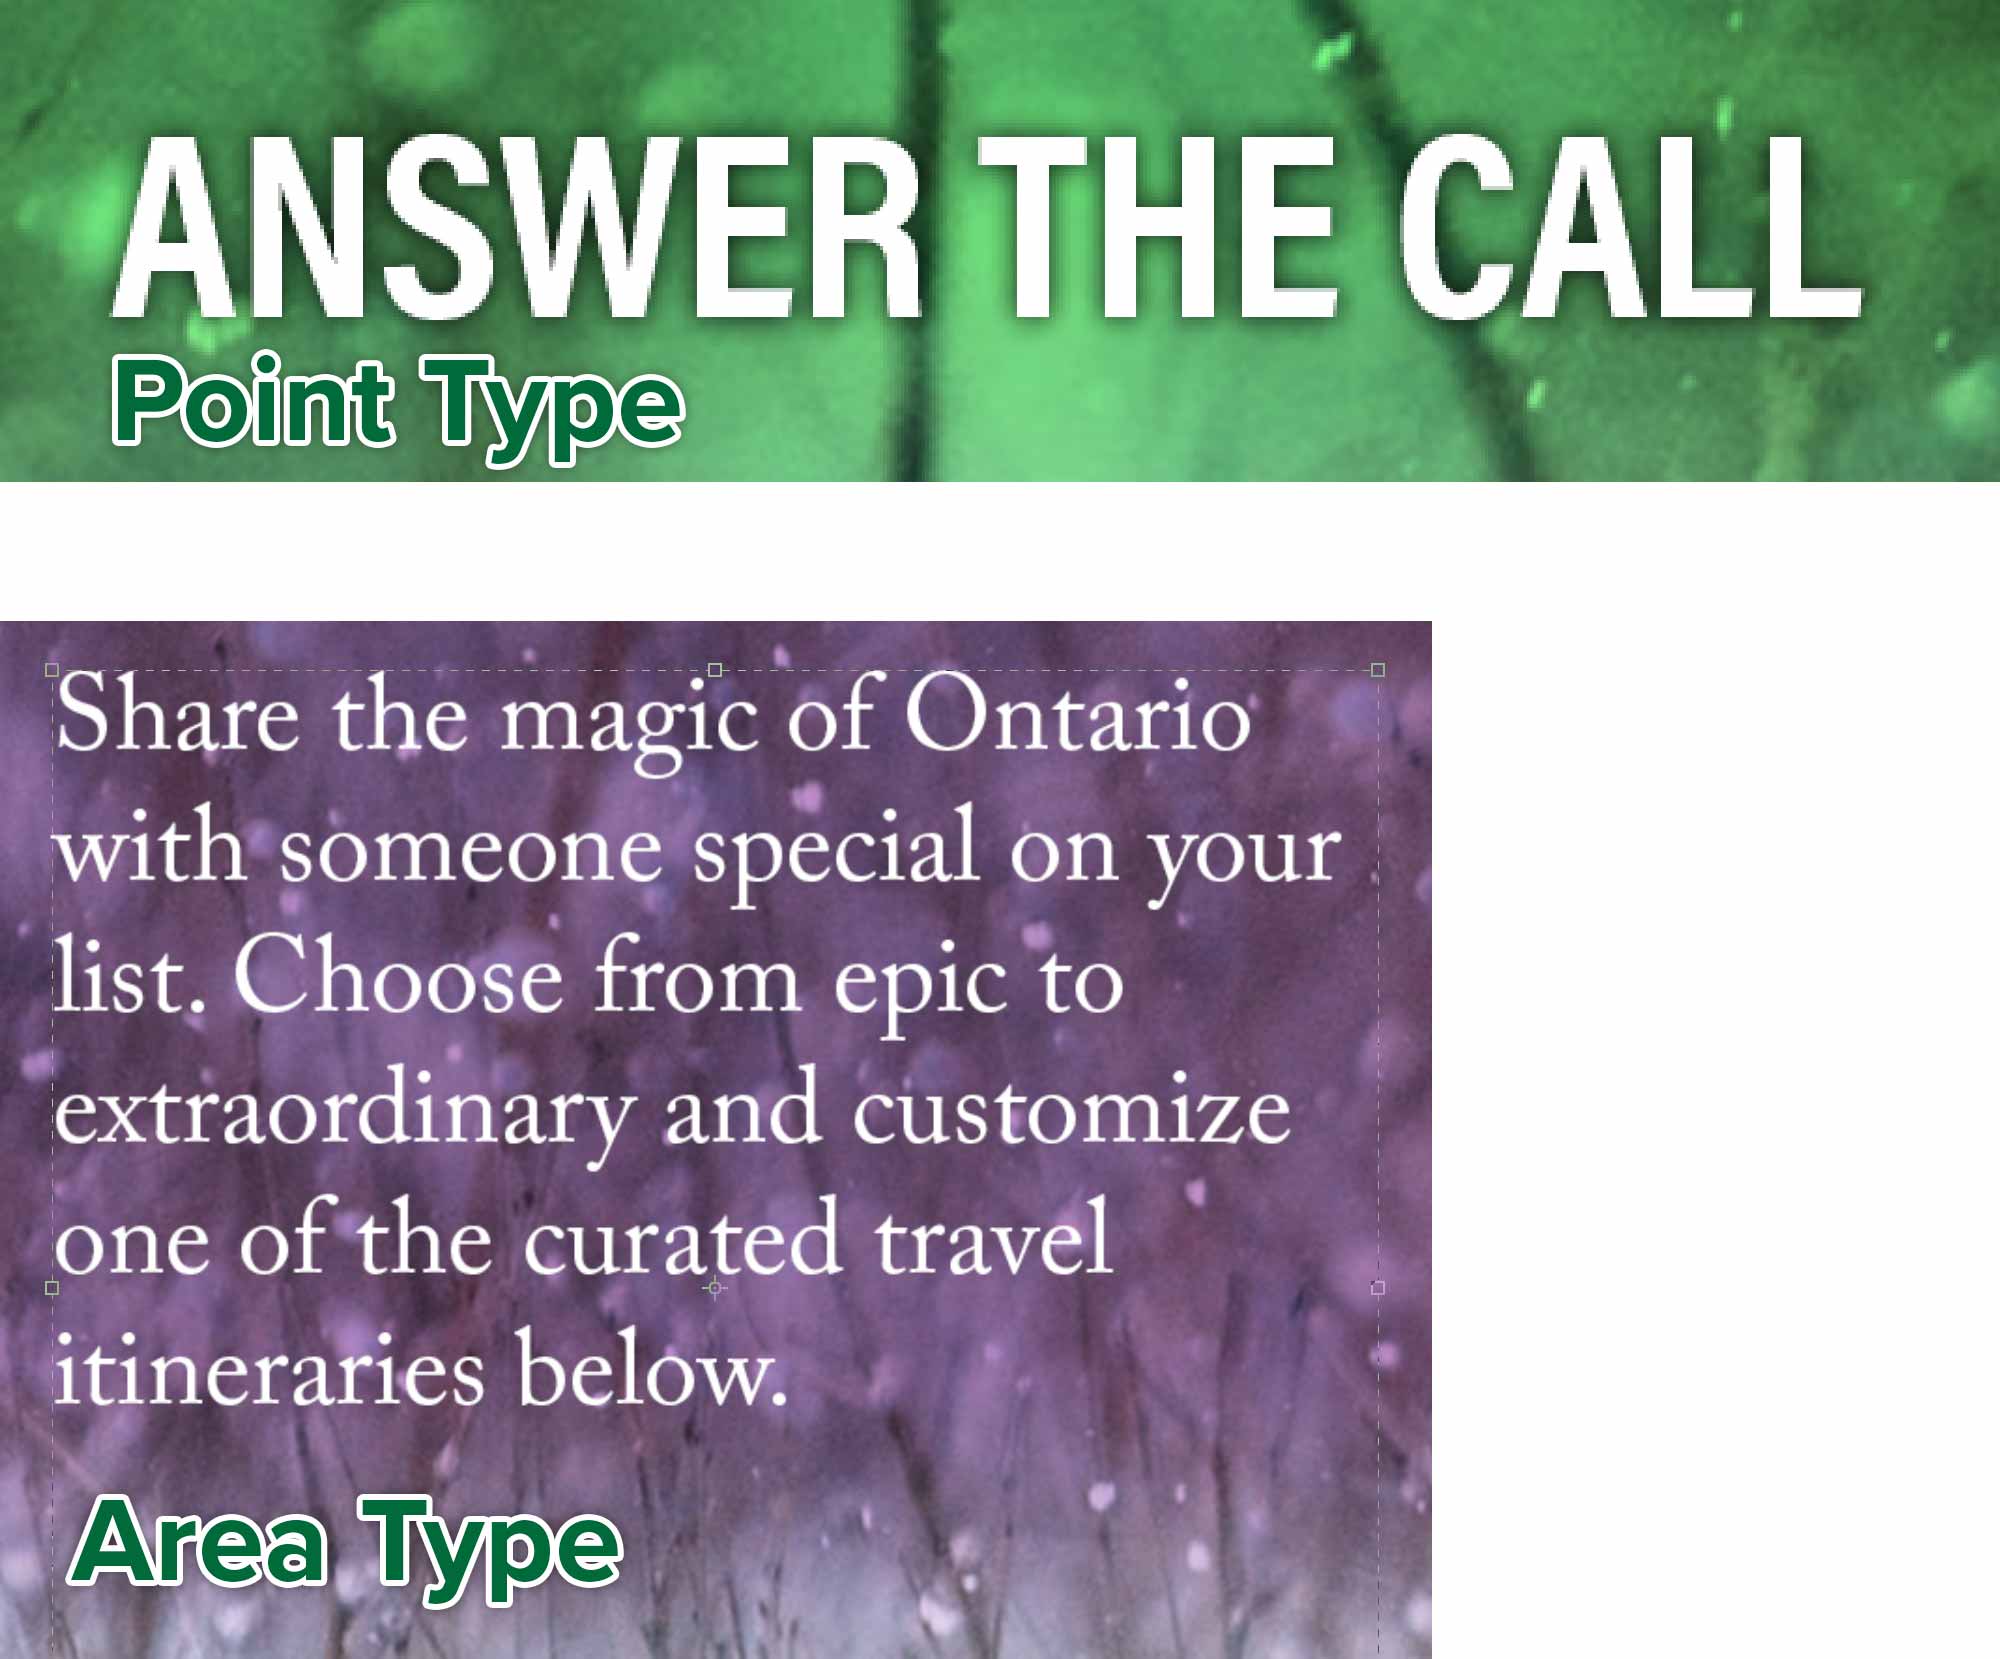 ANSWER THE CALL
Point Type
Share the magic of Ontario
with someone special on your
list. Choose from epic to
extraordinary and customize
one of the curated travel
itineraries below.
Area Type